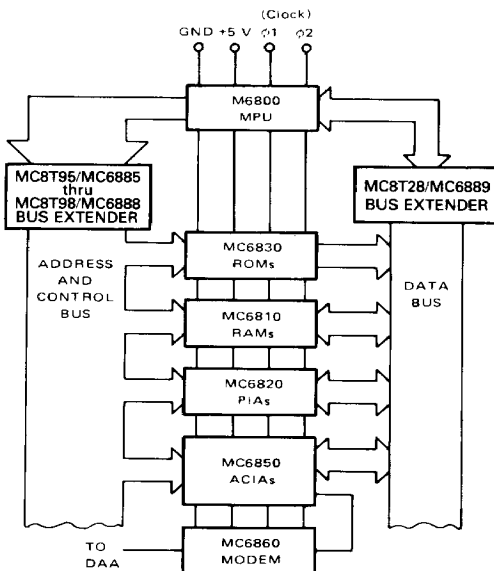 (Clock)
GND +5 V φ1 φ2
M6800
MPU
MC8T95/MC6885
thru
MC8T98/MC6888
BUS EXTENDER
MC8T28/MC6889
BUS EXTENDER
ADDRESS
AND
CONTROL
BUS
MC6830
ROMs
DATA
BUS
MC6810
RAMs
MC6820
PIAs
MC6850
ACIAs
TO
DAA
MC6860
MODEM